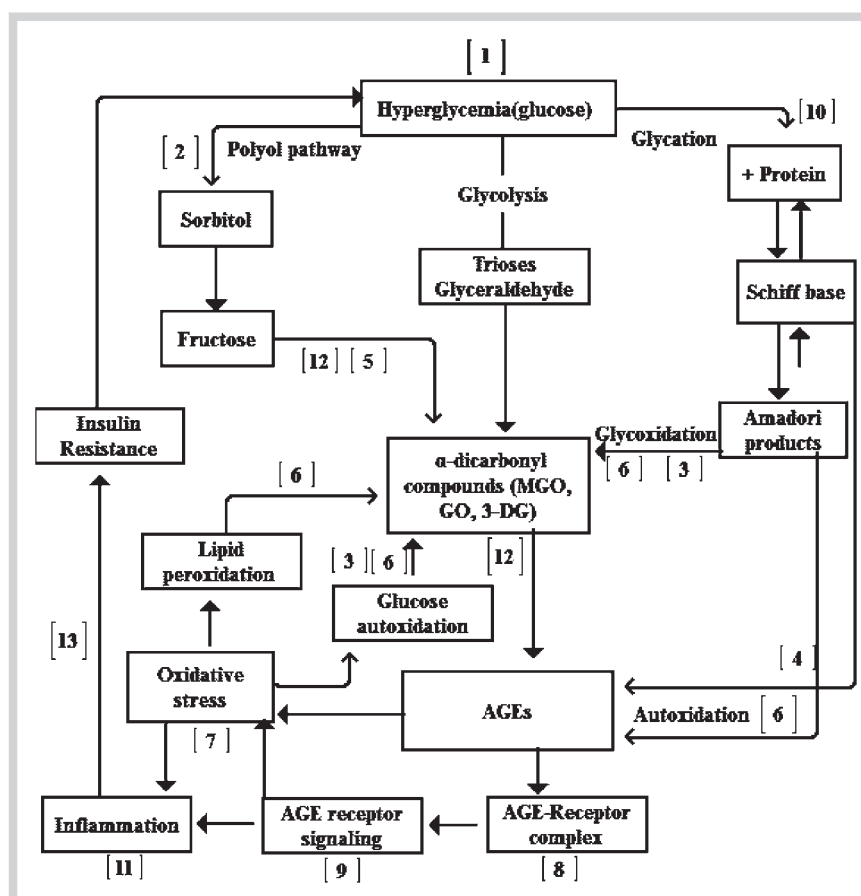 [ 1 ]
Hyperglycemia(glucose)
[ 2 ]
Polyol pathway
Glycation
[10]
+ Protein
Sorbitol
Glycolysis
Trioses
Glyceraldehyde
Schiff base
Fructose
[12] [ 5 ]
Insulin
Resistance
Glycoxidation
[ 6 ] [ 3 ]
Amadori
products
α-dicarbonyl
compounds (MGO,
GO, 3-DG)
[ 6 ]
Lipid
peroxidation
[ 3 ][ 6 ]
[12]
Glucose
autoxidation
[13]
Oxidative
stress
[ 7 ]
AGEs
[ 4 ]
Autoxidation [ 6 ]
Inflammation
[11]
AGE receptor
signaling
[ 9 ]
AGE-Receptor
complex
[ 8 ]